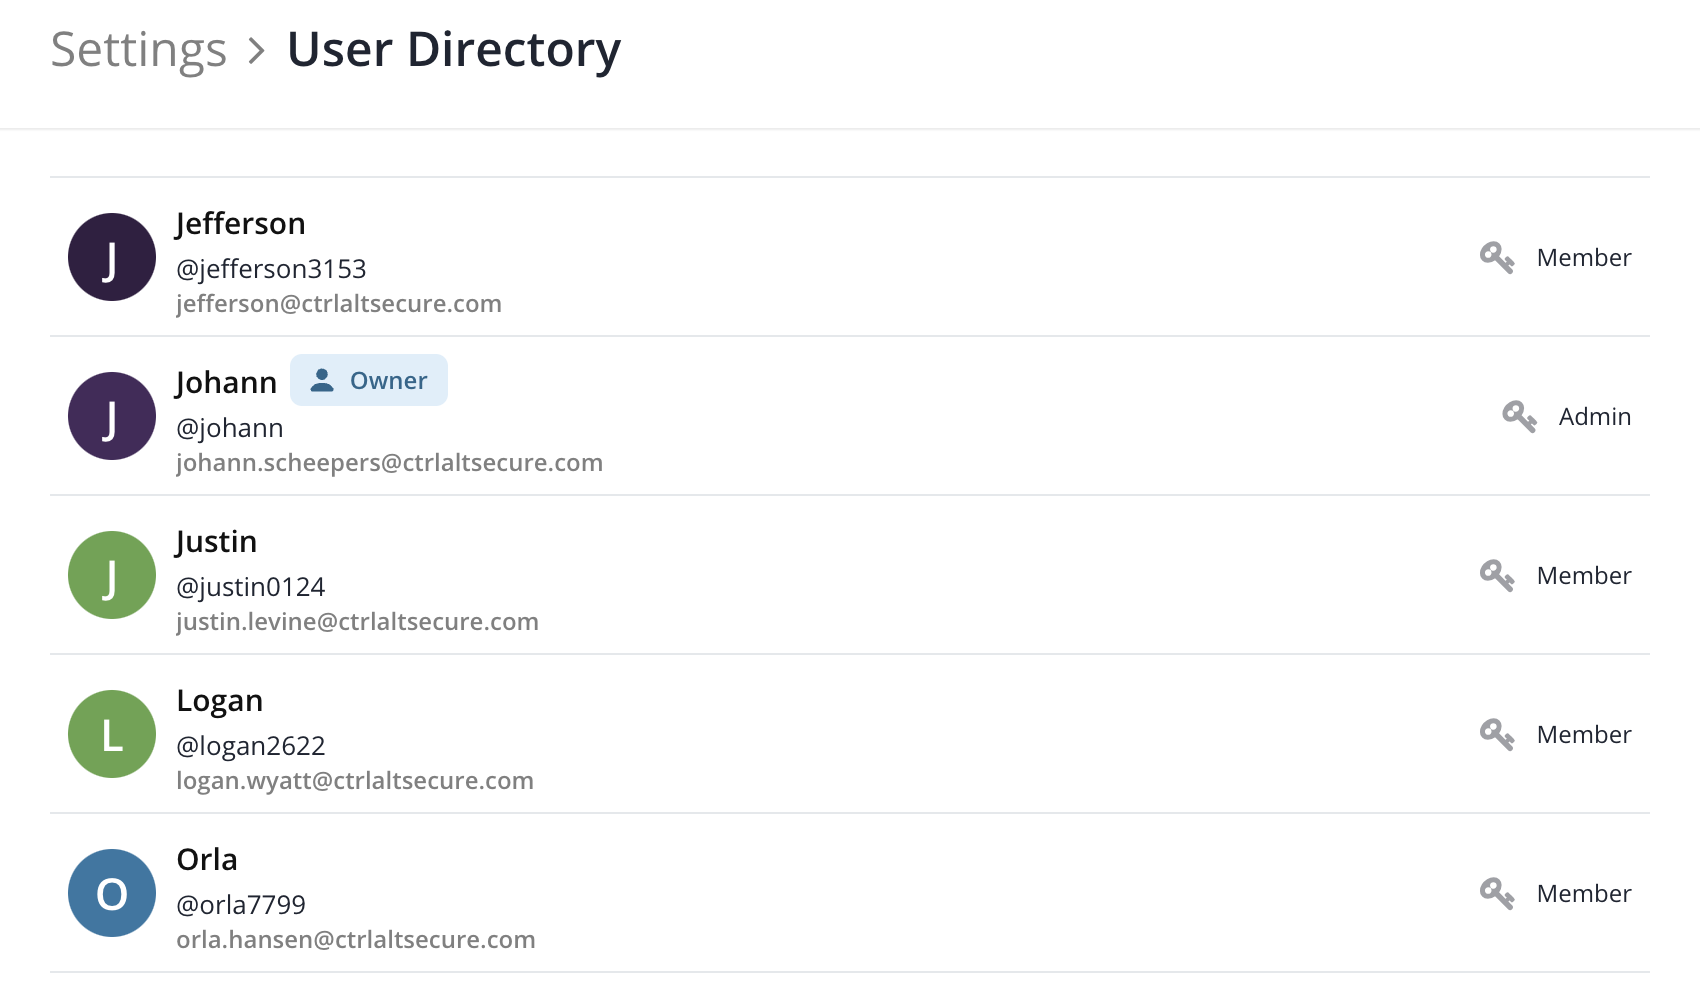 Settings > User Directory
J
Jefferson
@jefferson3153
jefferson@ctrlaltsecure.com
Member
J
Johann Owner
@johann
johann.scheepers@ctrlaltsecure.com
Admin
J
Justin
@justin0124
justin.levine@ctrlaltsecure.com
Member
L
Logan
@logan2622
logan.wyatt@ctrlaltsecure.com
Member
O
Orla
@orla7799
orla.hansen@ctrlaltsecure.com
Member